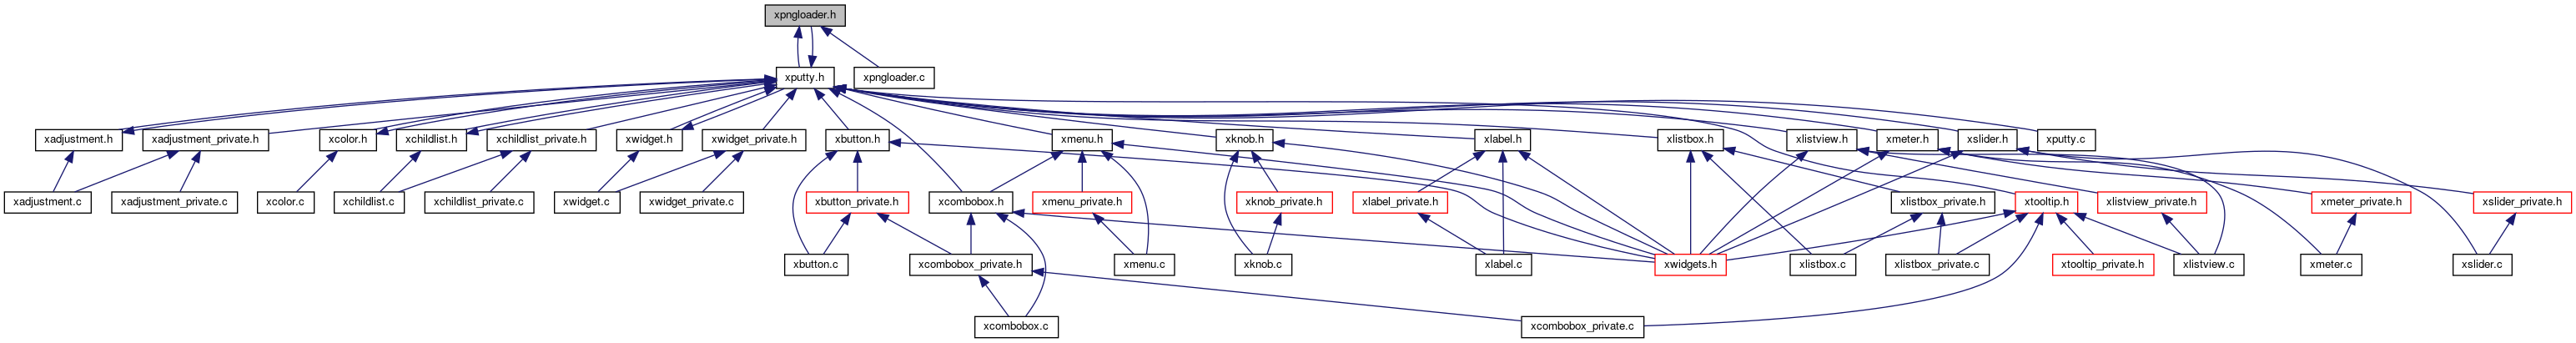 xpngloader.h
xputty.h
xpngloader.c
xadjustment.h
xadjustment_private.h
xcolor.h
xchildlist.h
xchildlist_private.h
xwidget.h
xwidget_private.h
xbutton.h
xmenu.h
xknob.h
xlabel.h
xlistbox.h
xlistview.h
xmeter.h
xslider.h
xputty.c
xadjustment.c
xadjustment_private.c
xcolor.c
xchildlist.c
xchildlist_private.c
xwidget.c
xwidget_private.c
xbutton_private.h
xcombobox.h
xmenu_private.h
xknob_private.h
xlabel_private.h
xlistbox_private.h
xtooltip.h
xlistview_private.h
xmeter_private.h
xslider_private.h
xbutton.c
xcombobox_private.h
xmenu.c
xknob.c
xlabel.c
xwidgets.h
xlistbox.c
xlistbox_private.c
xtooltip_private.h
xlistview.c
xmeter.c
xslider.c
xcombobox.c
xcombobox_private.c